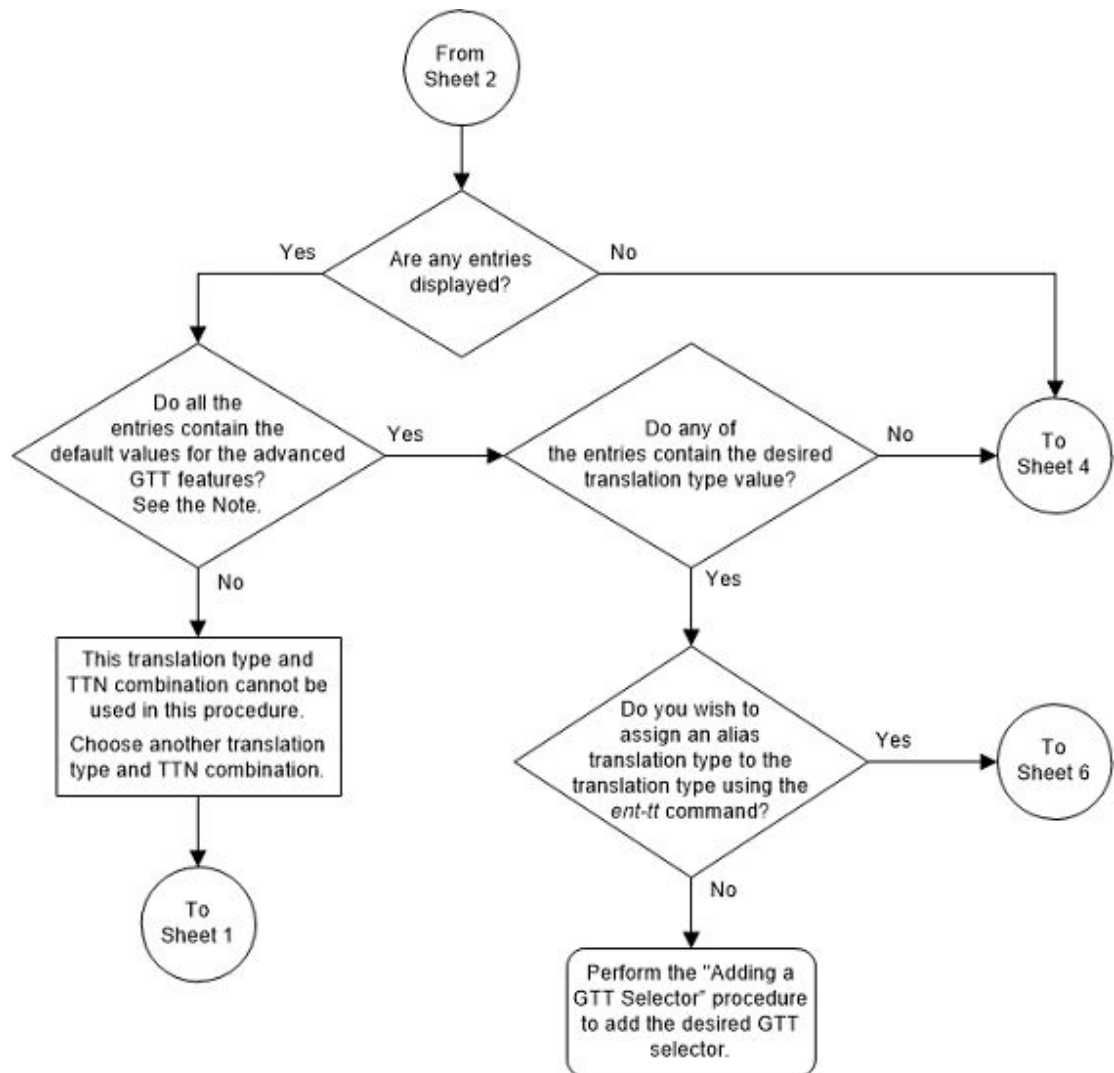 From
Sheet 2
Yes
Are any entries
displayed?
No
Do all the
entries contain the
default values for the advanced
GTT features?
See the Note.
Yes
Do any of
the entries contain the desired
translation type value?
No
To
Sheet 4
No
Yes
This translation type and
TTN combination cannot be
used in this procedure.
Choose another translation
type and TTN combination.
Do you wish to
assign an alias
translation type to the
translation type using the
ent-tt command?
Yes
To
Sheet 6
To
Sheet 1
No
Perform the "Adding a
GTT Selector" procedure
to add the desired GTT
selector.